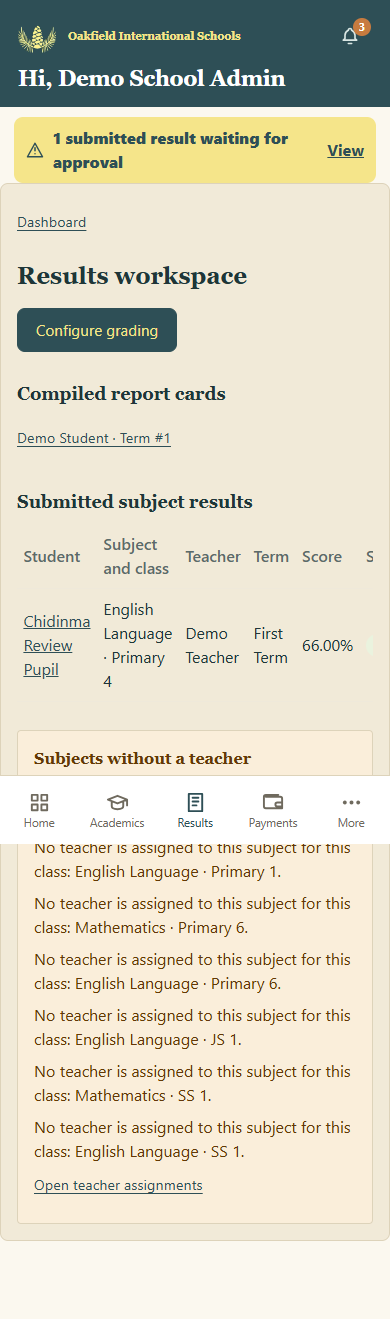 Oakfield International Schools
3
Hi, Demo School Admin
1 submitted result waiting for
approval
View
Dashboard
Results workspace
Configure grading
Compiled report cards
Demo Student · Term #1
Submitted subject results
Student
Subject
and class
Teacher
Term
Score
S
Chidinma
Review
Pupil
English
Language
· Primary
4
Demo
Teacher
First
Term
66.00%
Subjects without a teacher
Home
Academics
Results
Payments
More
No teacher is assigned to this subject for this
class: English Language · Primary 1.
No teacher is assigned to this subject for this
class: Mathematics · Primary 6.
No teacher is assigned to this subject for this
class: English Language · Primary 6.
No teacher is assigned to this subject for this
class: English Language · JS 1.
No teacher is assigned to this subject for this
class: Mathematics · SS 1.
No teacher is assigned to this subject for this
class: English Language · SS 1.
Open teacher assignments